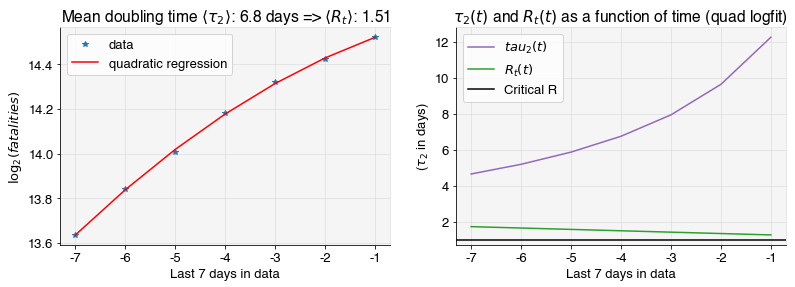 Mean doubling time ⟨τ₂⟩: 6.8 days => ⟨Rₜ⟩: 1.51
data
quadratic regression
log₂(fatalities)
14.4
14.2
14.0
13.8
13.6
-7 -6 -5 -4 -3 -2 -1
Last 7 days in data
τ₂(t) and Rₜ(t) as a function of time (quad logfit)
tau₂(t)
Rₜ(t)
Critical R
(τ₂ in days)
12
10
8
6
4
2
-7 -6 -5 -4 -3 -2 -1
Last 7 days in data